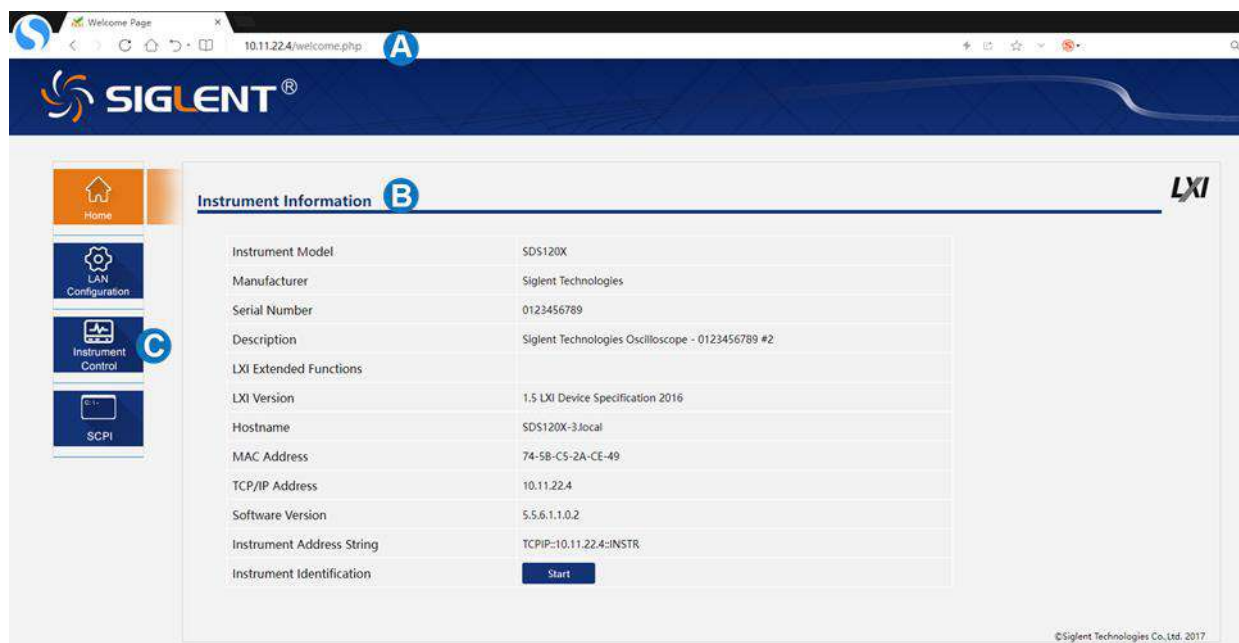 Welcome Page
10.11.22.4/welcome.php
A
SIGLENT®
Home
LAN
Configuration
Instrument
Control
C
C:\-
SCPI
Instrument Information
B
LXI
Instrument Model SDS120X
Manufacturer Siglent Technologies
Serial Number 0123456789
Description Siglent Technologies Oscilloscope - 0123456789 #2
LXI Extended Functions
LXI Version 1.5 LXI Device Specification 2016
Hostname SDS120X-3.local
MAC Address 74-5B-C5-2A-CE-49
TCP/IP Address 10.11.22.4
Software Version 5.5.6.1.1.0.2
Instrument Address String TCPIP::10.11.22.4::INSTR
Instrument Identification Start
©Siglent Technologies Co.,Ltd. 2017